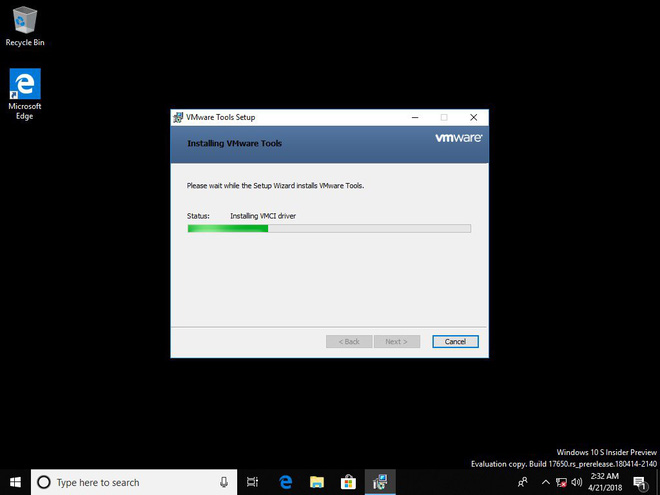 Recycle Bin
Microsoft
Edge
VMware Tools Setup
Installing VMware Tools
vmware®
Please wait while the Setup Wizard installs VMware Tools.
Status: Installing VMCI driver
< Back Next > Cancel
Windows 10 S Insider Preview
Evaluation copy. Build 17650.rs_prerelease.180414-2140
Type here to search
2:32 AM
4/21/2018
1